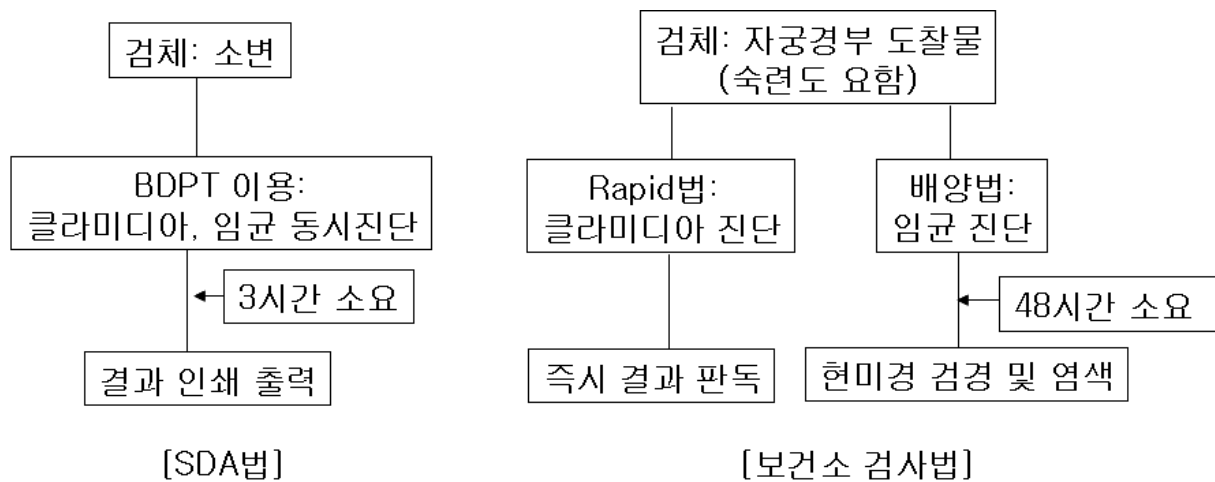 검체: 소변
BDPT 이용:
클라미디아, 임균 동시진단
3시간 소요
결과 인쇄 출력
[SDA법]
검체: 자궁경부 도찰물
(숙련도 요함)
Rapid법:
클라미디아 진단
배양법:
임균 진단
48시간 소요
즉시 결과 판독
현미경 검경 및 염색
[보건소 검사법]